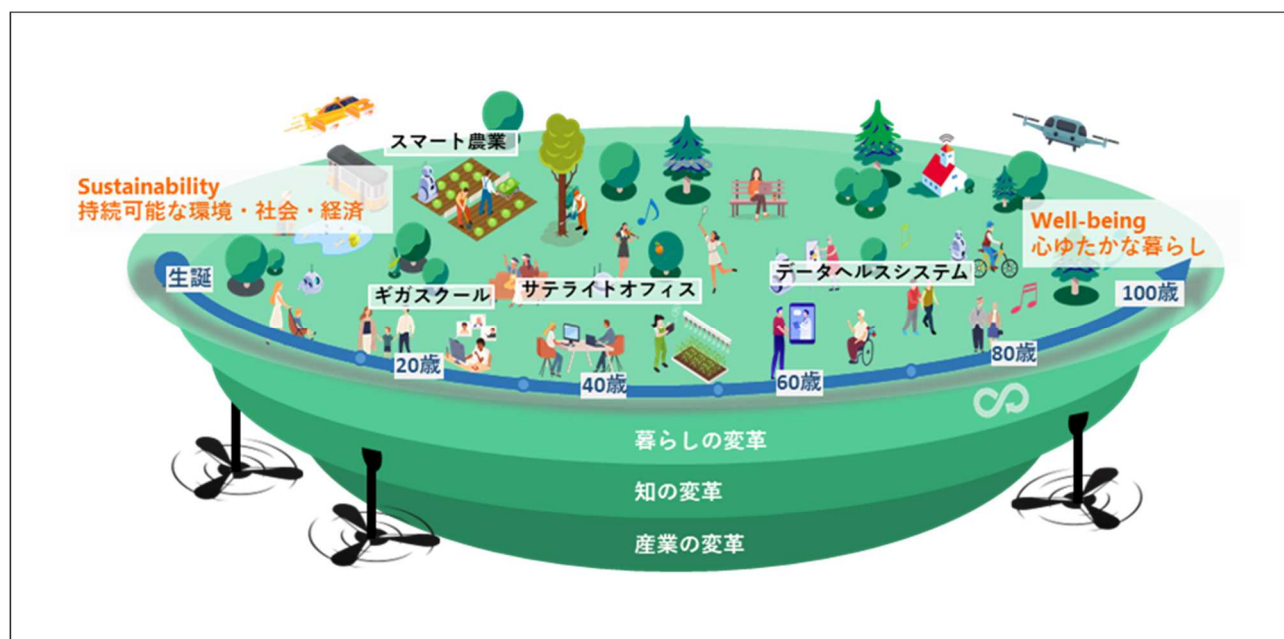 スマート農業
Sustainability
持続可能な環境・社会・経済
Well-being
心ゆたかな暮らし
生誕
ギガスクール
サテライトオフィス
データヘルスシステム
20歳
40歳
60歳
80歳
100歳
暮らしの変革
知の変革
産業の変革